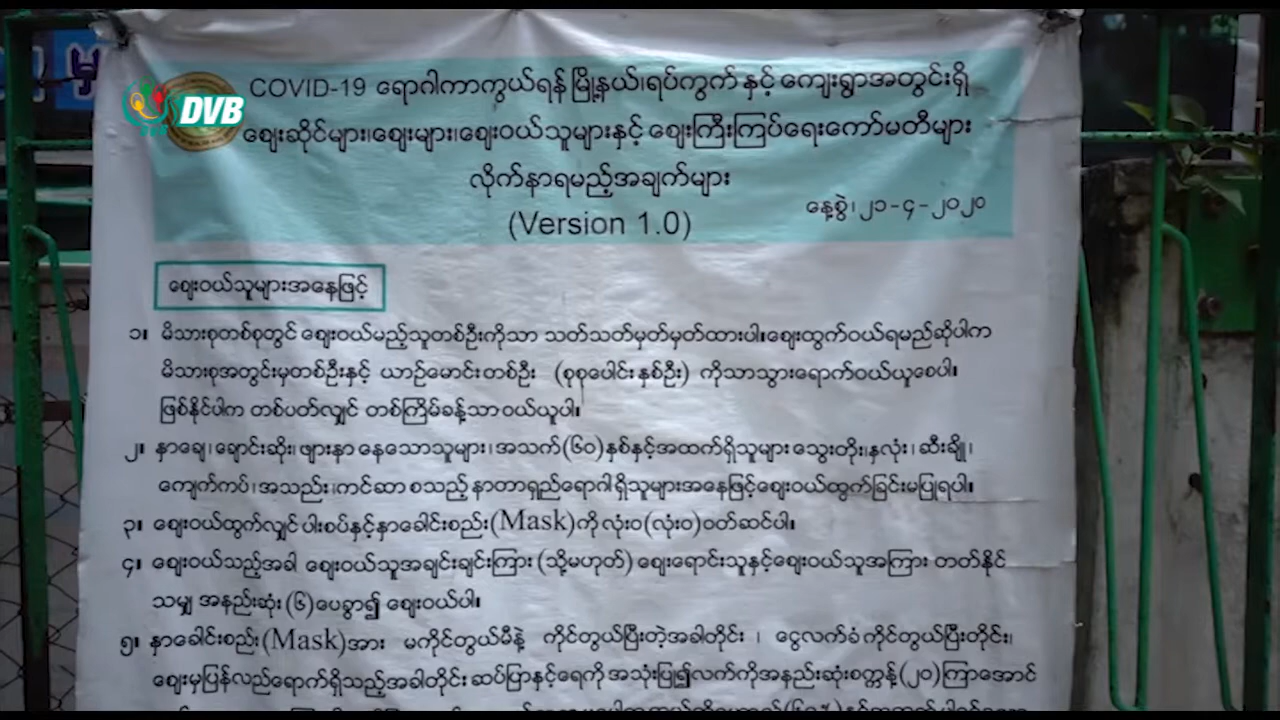 DVB
COVID-19 ရောဂါကာကွယ်ရန် မြို့နယ်၊ရပ်ကွက် နှင့် ကျေးရွာအတွင်းရှိ
ဈေးဆိုင်များ၊ဈေးများ၊ဈေးဝယ်သူများနှင့် ဈေးကြီးကြပ်ရေးကော်မတီများ
လိုက်နာရမည့်အချက်များ
(Version 1.0)
နေ့စွဲ၊၂၁-၄-၂၀၂၀
ဈေးဝယ်သူများအနေဖြင့်
၁။ မိသားစုတစ်စုတွင် ဈေးဝယ်မည့်သူတစ်ဦးကိုသာ သတ်သတ်မှတ်မှတ်ထားပါ။ဈေးထွက်ဝယ်ရမည်ဆိုပါက
မိသားစုအတွင်းမှတစ်ဦးနှင့် ယာဉ်မောင်းတစ်ဦး (စုစုပေါင်းနှစ်ဦး) ကိုသာသွားရောက်ဝယ်ယူစေပါ။
ဖြစ်နိုင်ပါက တစ်ပတ်လျှင် တစ်ကြိမ်ခန့်သာဝယ်ယူပါ။
၂။ နှာချေ၊ချောင်းဆိုး၊ဖျားနာ နေသောသူများ၊အသက်(၆၀)နှစ်နှင့်အထက်ရှိသူများ သွေးတိုး၊နှလုံး၊ ဆီးချို၊
ကျောက်ကပ်၊အသည်း၊ကင်ဆာ စသည့် နာတာရှည်ရောဂါ ရှိသူများအနေဖြင့်ဈေးဝယ်ထွက်ခြင်းမပြုရပါ။
၃။ ဈေးဝယ်ထွက်လျှင် ပါးစပ်နှင့်နှာခေါင်းစည်း(Mask)ကို လုံးဝ(လုံးဝ)ဝတ်ဆင်ပါ။
၄။ ဈေးဝယ်သည့်အခါ ဈေးဝယ်သူအချင်းချင်းကြား (သို့မဟုတ်) ဈေးရောင်းသူနှင့်ဈေးဝယ်သူအကြား တတ်နိုင်
သမျှ အနည်းဆုံး (၆)ပေခွာ၍ ဈေးဝယ်ပါ။
၅။ နှာခေါင်းစည်း(Mask)အား မကိုင်တွယ်မီနဲ့ ကိုင်တွယ်ပြီးတဲ့အခါတိုင်း ၊ ငွေလက်ခံ ကိုင်တွယ်ပြီးတိုင်း၊
ဈေးမှပြန်လည်ရောက်ရှိသည့်အခါတိုင်း ဆပ်ပြာနှင့်ရေကို အသုံးပြု၍လက်ကိုအနည်းဆုံးစက္ကန့်(၂၀)ကြာအောင်